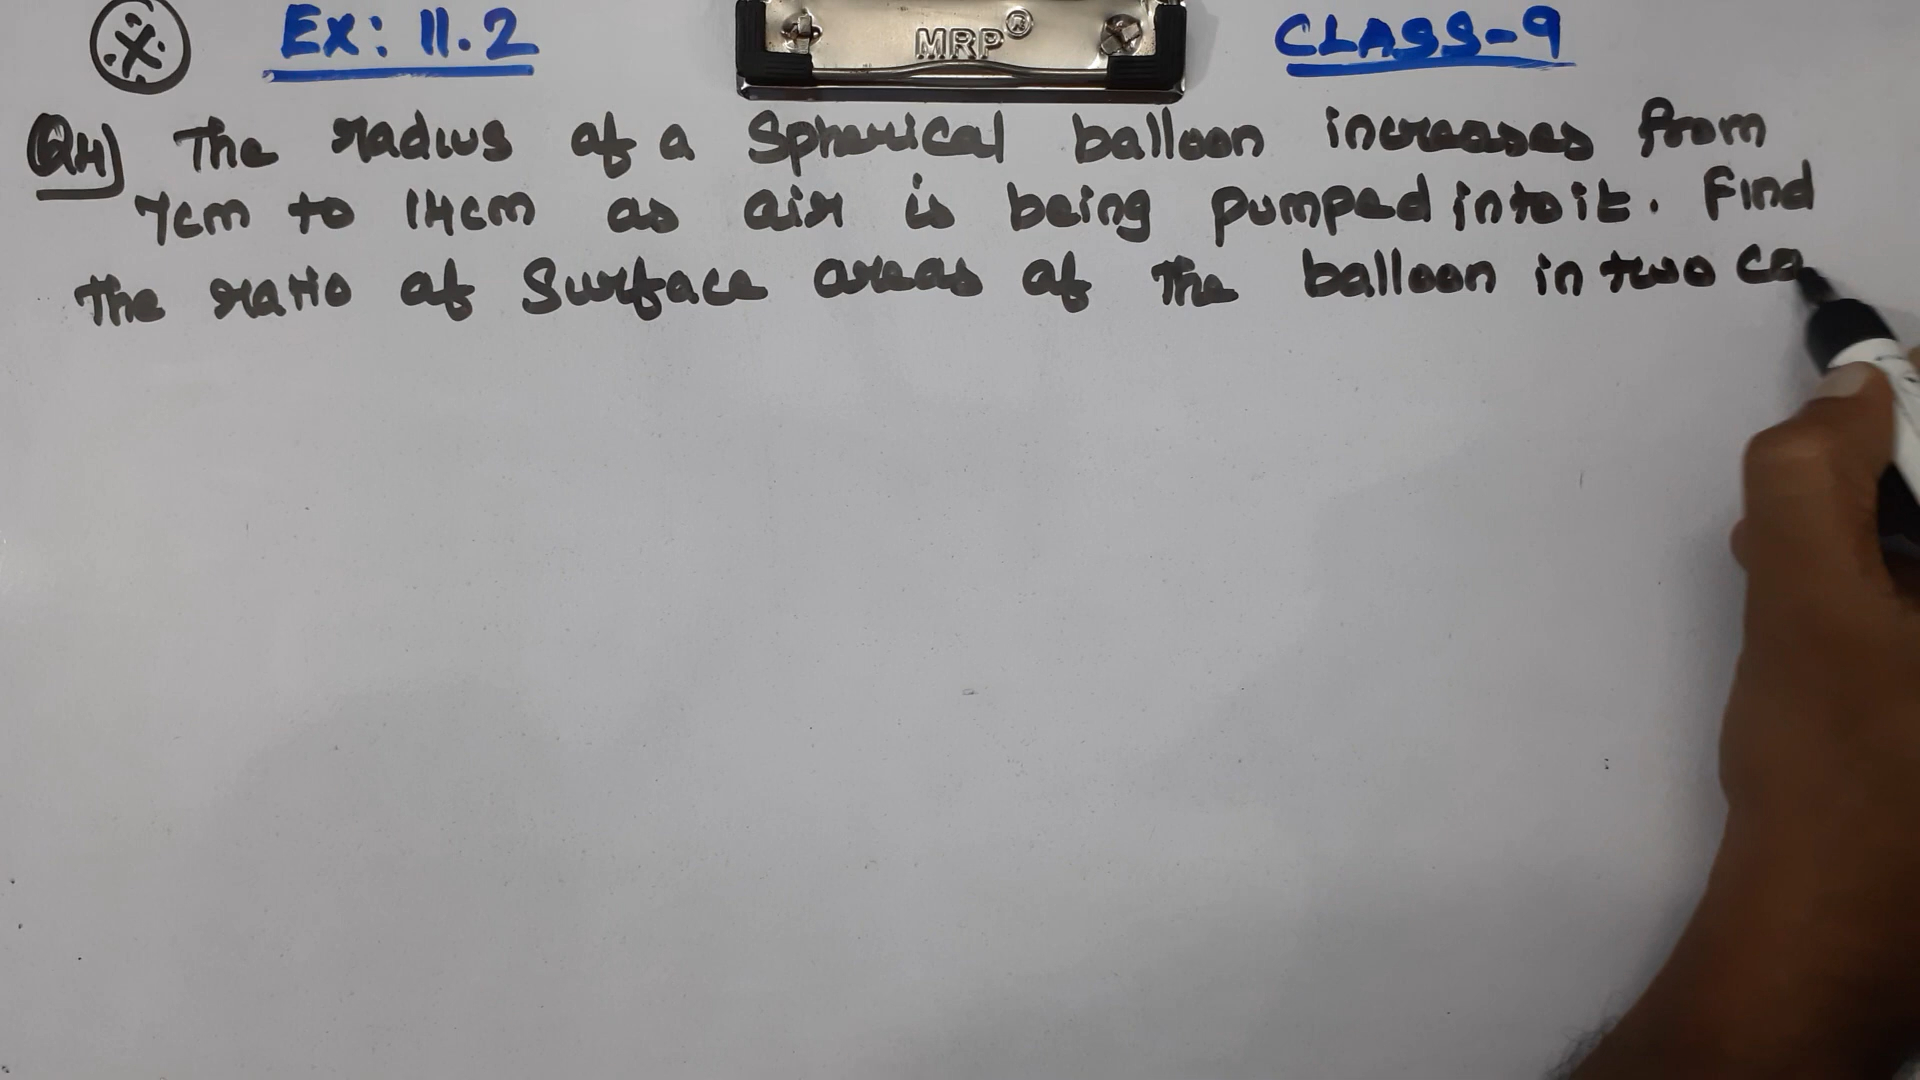 Ex: 11.2
MRP®
CLASS-9
Q4) The radius of a Spherical balloon increases from
7cm to 14cm as air is being pumped into it. Find
the ratio of Surface areas of the balloon in two ca